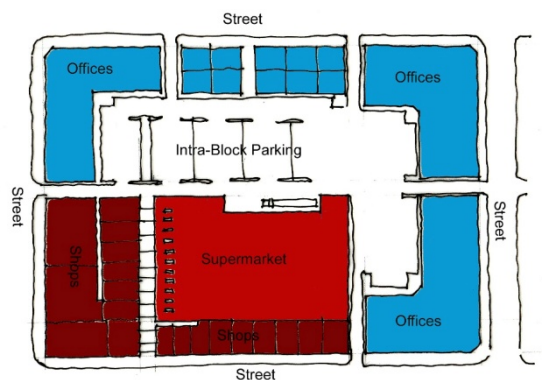 Street
Offices
Offices
Intra-Block Parking
Street
Street
Shops
Supermarket
Offices
Shops
Street